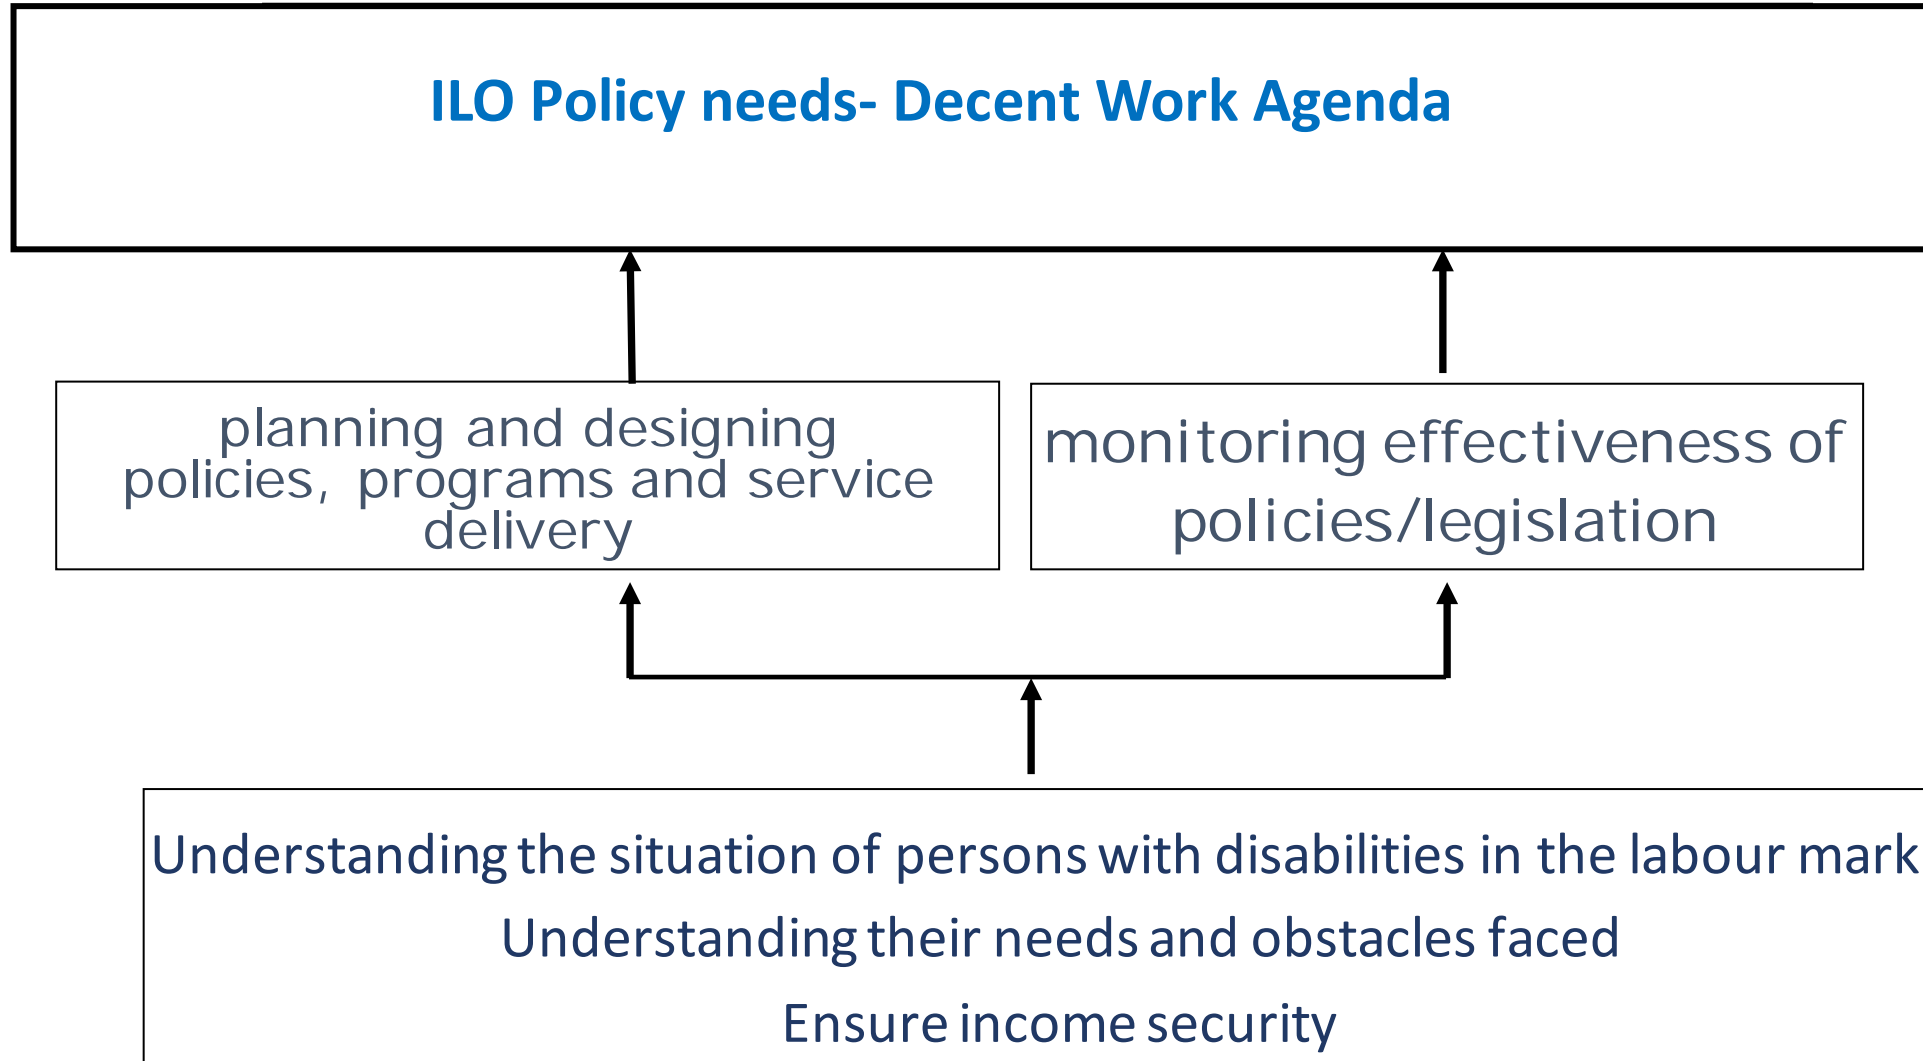 ILO Policy needs- Decent Work Agenda
planning and designing
policies, programs and service
delivery
monitoring effectiveness of
policies/legislation
Understanding the situation of persons with disabilities in the labour mark
Understanding their needs and obstacles faced
Ensure income security